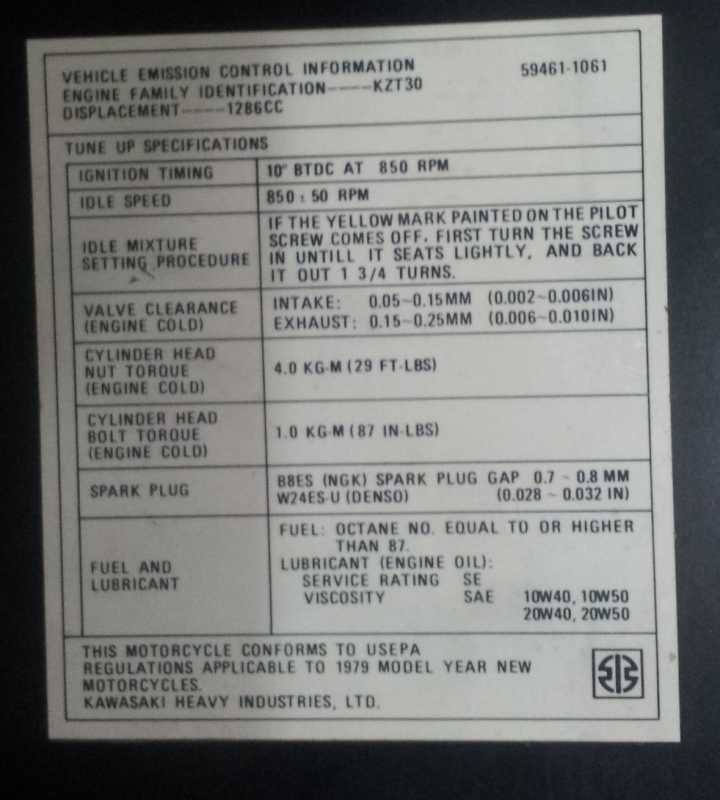 VEHICLE EMISSION CONTROL INFORMATION 59461-1061
ENGINE FAMILY IDENTIFICATION----KZT30
DISPLACEMENT----1286CC
TUNE UP SPECIFICATIONS
IGNITION TIMING 10° BTDC AT 850 RPM
IDLE SPEED 850 ± 50 RPM
IDLE MIXTURE
SETTING PROCEDURE
IF THE YELLOW MARK PAINTED ON THE PILOT
SCREW COMES OFF, FIRST TURN THE SCREW
IN UNTILL IT SEATS LIGHTLY, AND BACK
IT OUT 1 3/4 TURNS.
VALVE CLEARANCE
(ENGINE COLD)
INTAKE: 0.05~0.15MM (0.002~0.006IN)
EXHAUST: 0.15~0.25MM (0.006~0.010IN)
CYLINDER HEAD
NUT TORQUE
(ENGINE COLD)
4.0 KG-M (29 FT-LBS)
CYLINDER HEAD
BOLT TORQUE
(ENGINE COLD)
1.0 KG-M (87 IN-LBS)
SPARK PLUG
B8ES (NGK) SPARK PLUG GAP 0.7 ~ 0.8 MM
W24ES-U (DENSO) (0.028 ~ 0.032 IN)
FUEL AND
LUBRICANT
FUEL: OCTANE NO. EQUAL TO OR HIGHER
THAN 87.
LUBRICANT (ENGINE OIL):
SERVICE RATING SE
VISCOSITY SAE 10W40, 10W50
20W40, 20W50
THIS MOTORCYCLE CONFORMS TO USEPA
REGULATIONS APPLICABLE TO 1979 MODEL YEAR NEW
MOTORCYCLES.
KAWASAKI HEAVY INDUSTRIES, LTD.